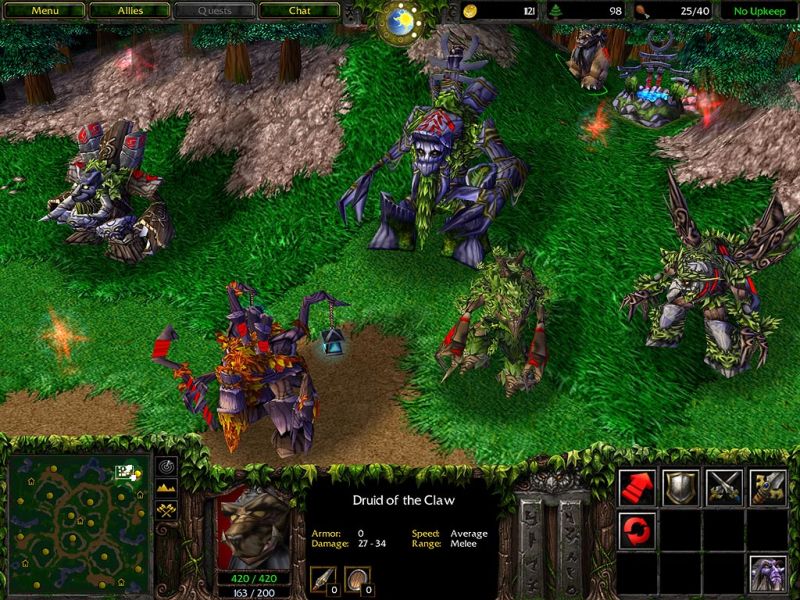 Menu Allies Quests Chat 121 98 25/40 No Upkeep
Druid of the Claw
Armor: 0 Speed: Average
Damage: 27 - 34 Range: Melee
420 / 420
163 / 200
0 0